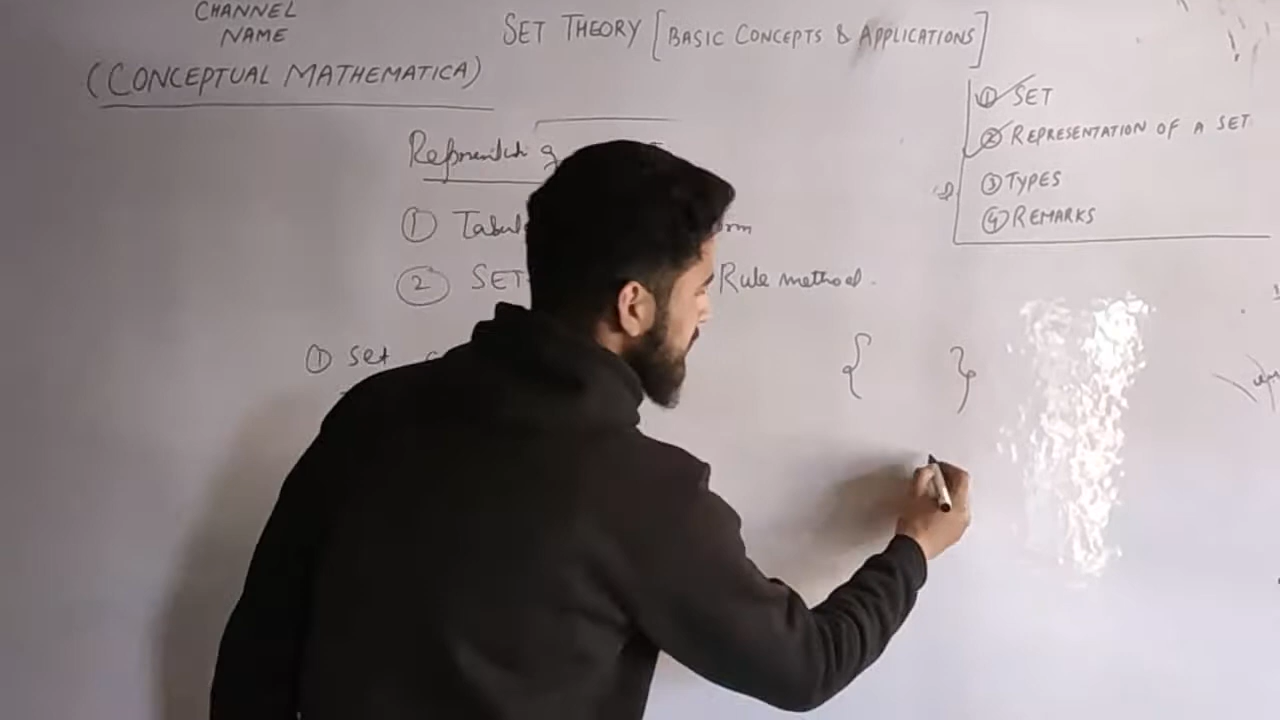 CHANNEL
NAME
(CONCEPTUAL MATHEMATICA)
SET THEORY [BASIC CONCEPTS & APPLICATIONS]
① SET
② REPRESENTATION OF A SET
③ TYPES
④ REMARKS
①
② SET
Rule method.
① Set
{ }